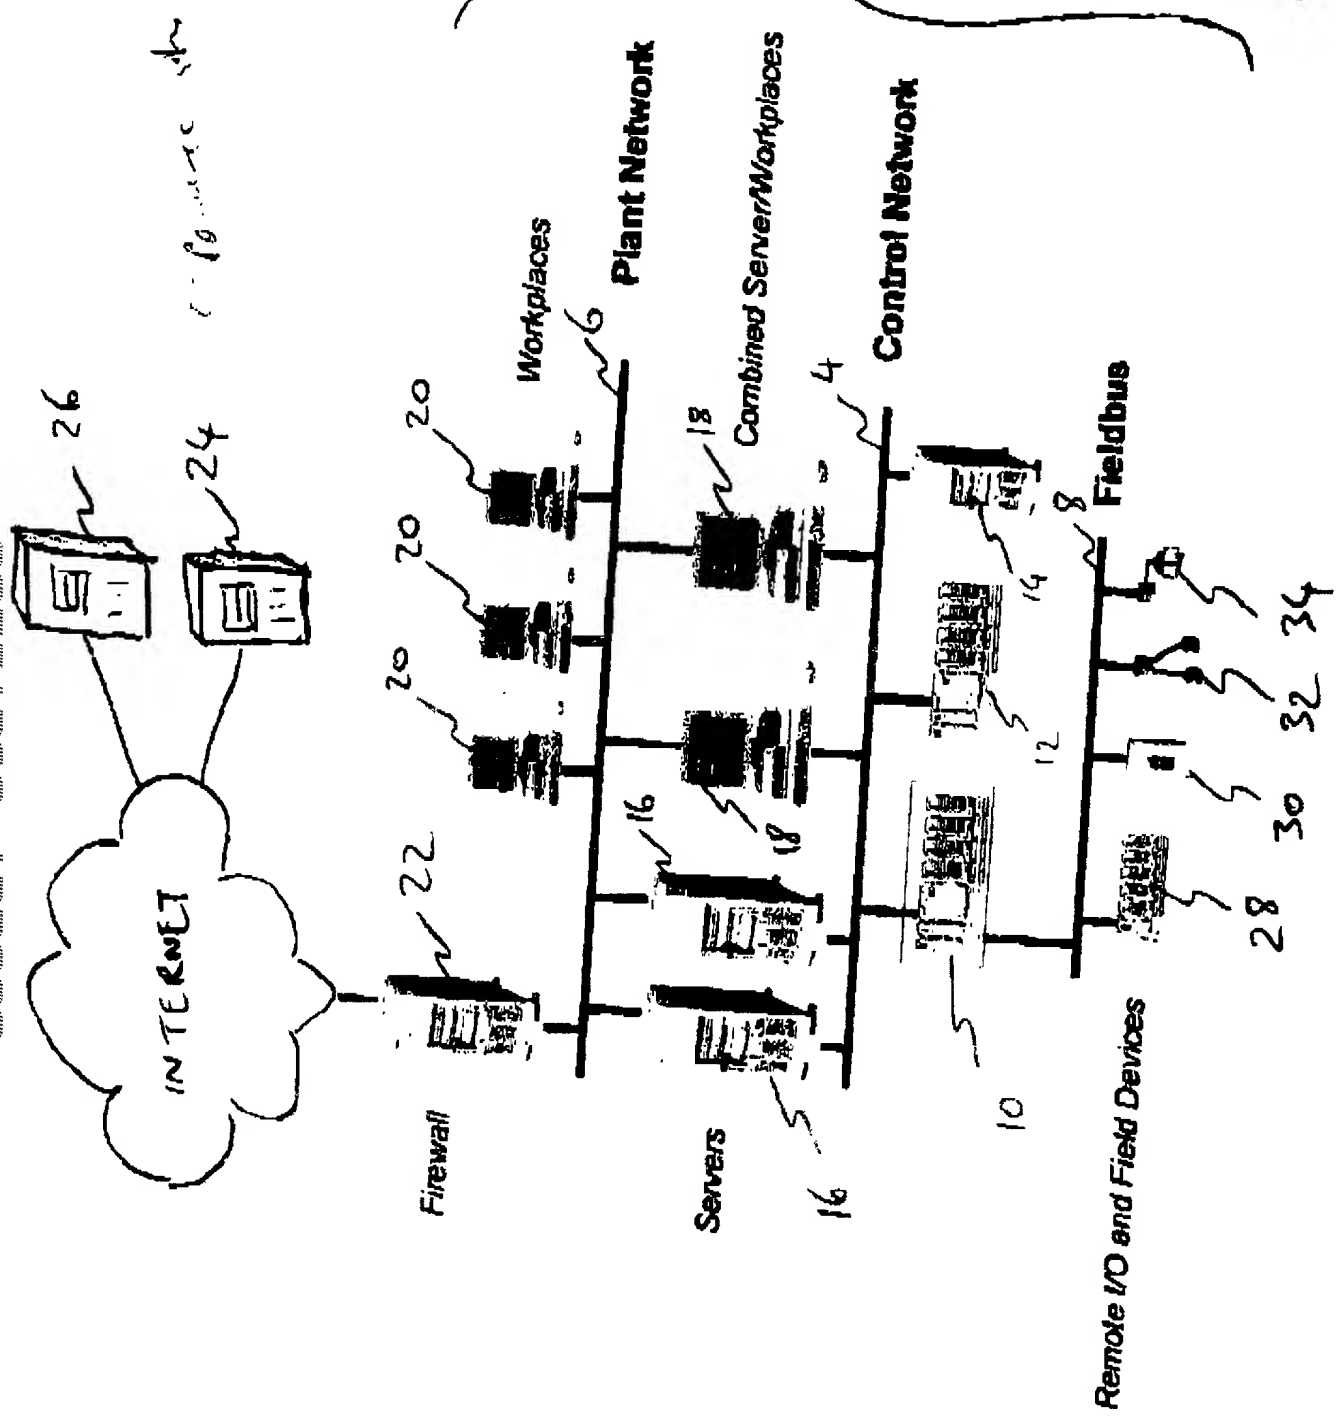 26
24
INTERNET
Firewall
22
20
20
20
Workplaces
6
Plant Network
Servers
16
16
18
18
Combined Server/Workplaces
4
Control Network
10
12
14
8
Fieldbus
Remote I/O and Field Devices
28
30
32
34